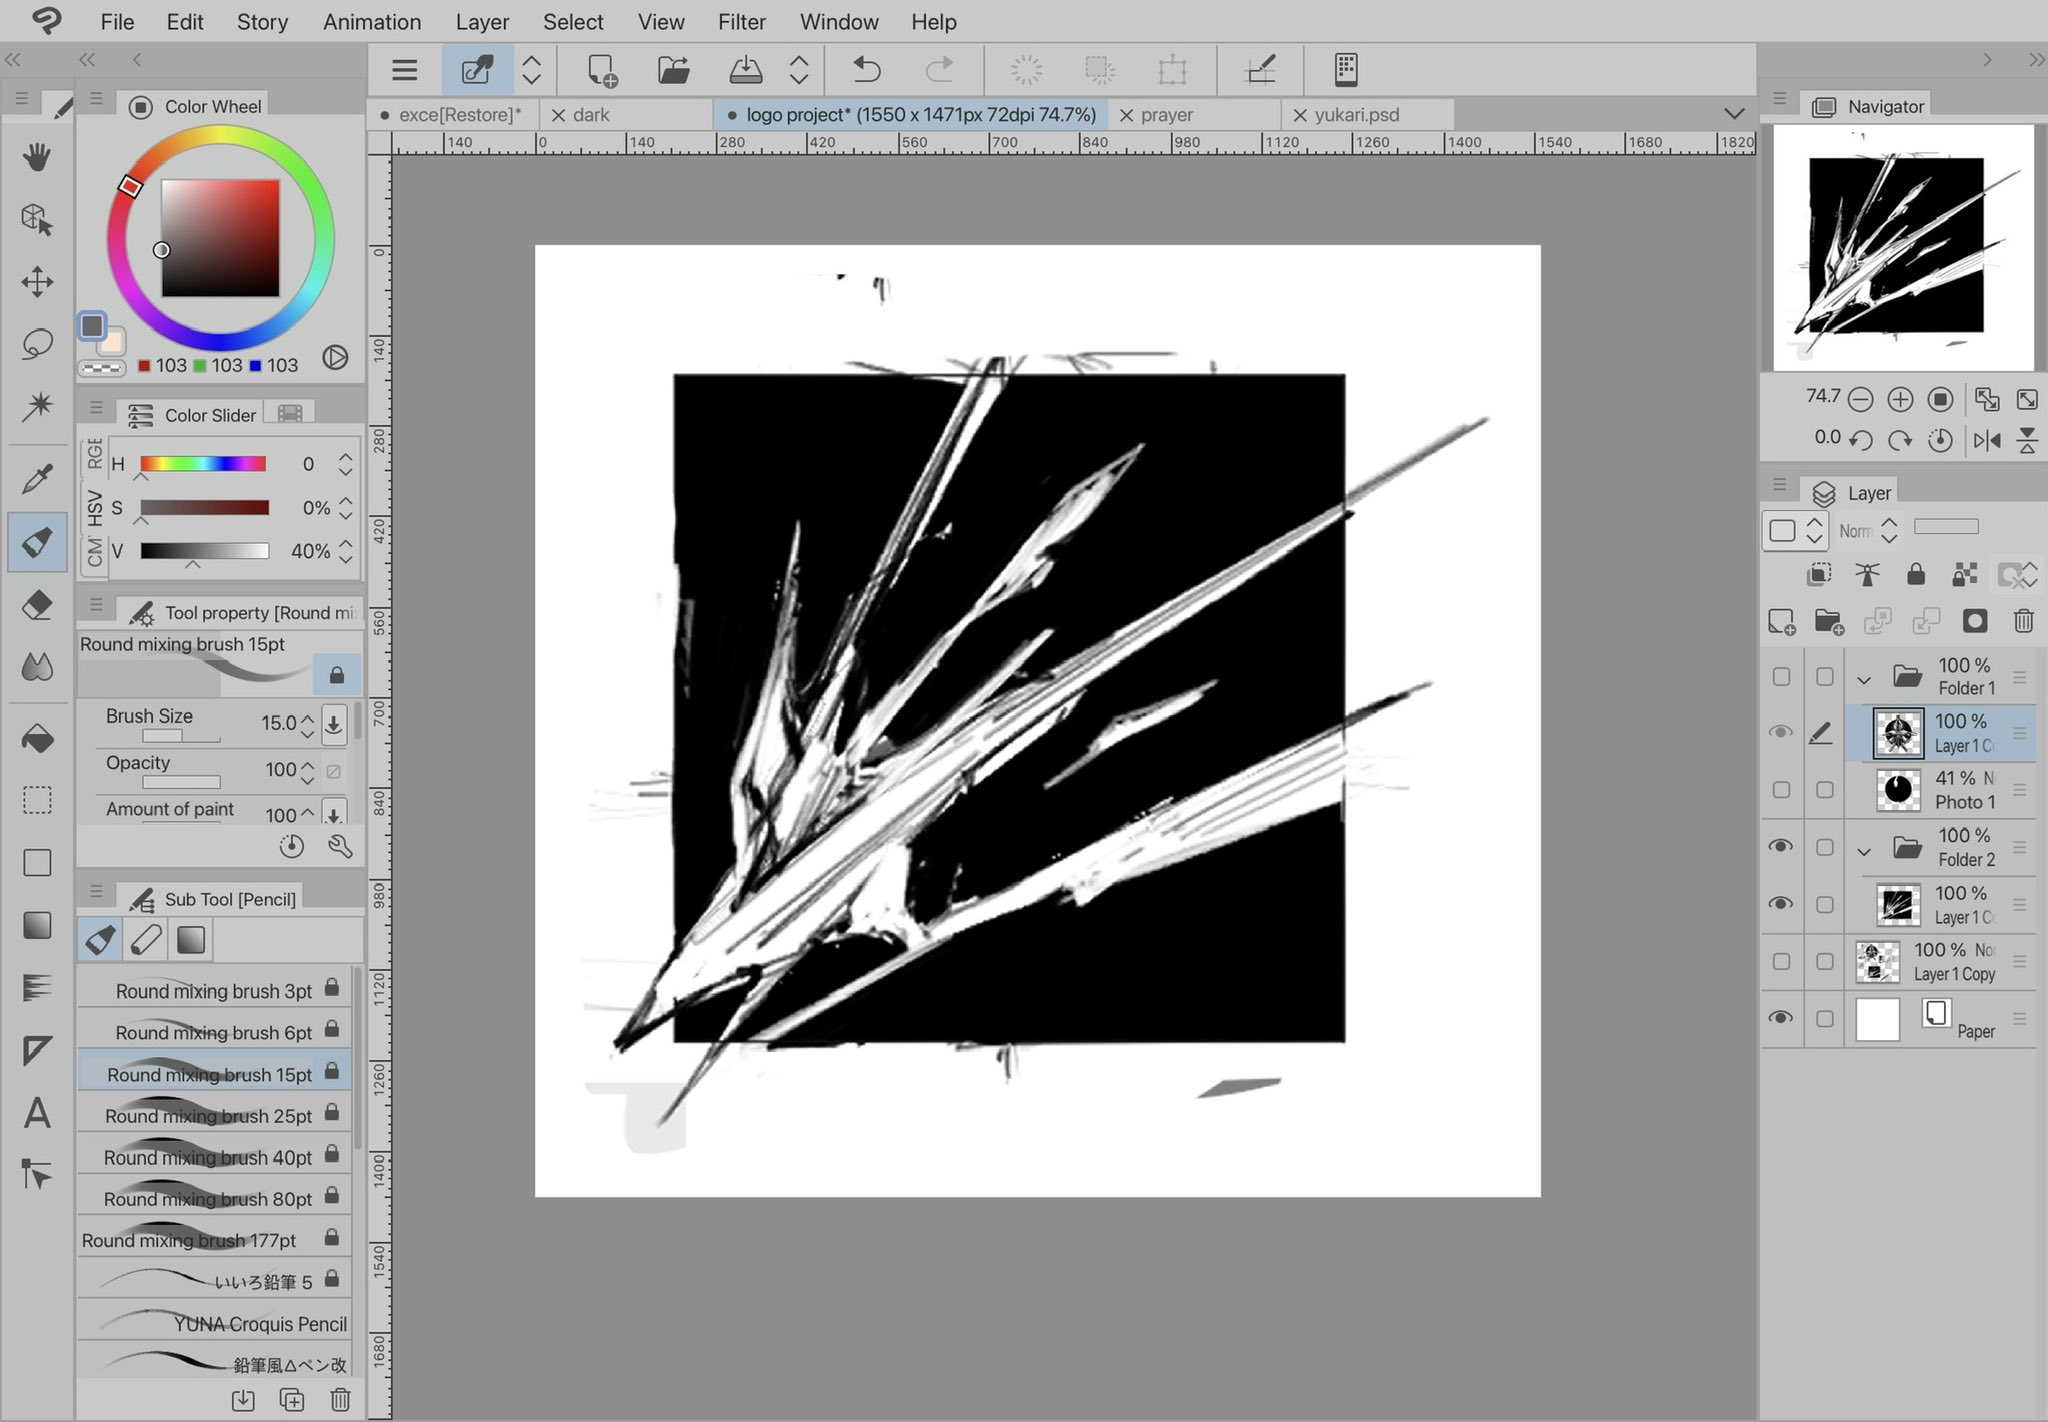 File Edit Story Animation Layer Select View Filter Window Help
Color Wheel
exce[Restore]* dark logo project* (1550 x 1471px 72dpi 74.7%) prayer yukari.psd
140 0 140 280 420 560 700 840 980 1120 1260 1400 1540 1680 1820
0
140
280
420
560
700
840
980
1120
1260
1400
1540
1680
103 103 103
Color Slider
RGB
HSV
CM
H 0
S 0%
V 40%
Tool property [Round mi
Round mixing brush 15pt
Brush Size 15.0
Opacity 100
Amount of paint 100
Sub Tool [Pencil]
Round mixing brush 3pt
Round mixing brush 6pt
Round mixing brush 15pt
Round mixing brush 25pt
Round mixing brush 40pt
Round mixing brush 80pt
Round mixing brush 177pt
いいろ鉛筆 5
YUNA Croquis Pencil
鉛筆風Δペン改
A
Navigator
74.7
0.0
Layer
Norm
100 %
Folder 1
100 %
Layer 1 Co
41 % N
Photo 1
100 %
Folder 2
100 %
Layer 1 Co
100 % No
Layer 1 Copy
Paper